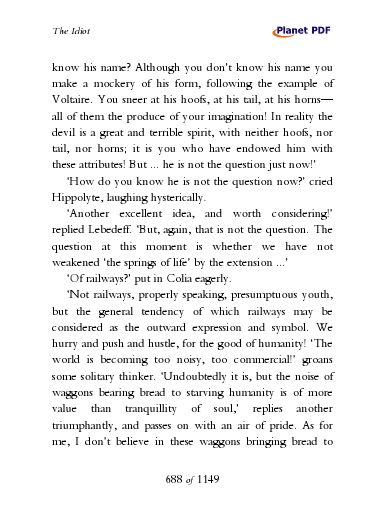 The Idiot
Planet PDF
know his name? Although you don’t know his name you
make a mockery of his form, following the example of
Voltaire. You sneer at his hoofs, at his tail, at his horns—
all of them the produce of your imagination! In reality the
devil is a great and terrible spirit, with neither hoofs, nor
tail, nor horns; it is you who have endowed him with
these attributes! But ... he is not the question just now!’
‘How do you know he is not the question now?’ cried
Hippolyte, laughing hysterically.
‘Another excellent idea, and worth considering!’
replied Lebedeff. ‘But, again, that is not the question. The
question at this moment is whether we have not
weakened ‘the springs of life’ by the extension ...’
‘Of railways?’ put in Colia eagerly.
‘Not railways, properly speaking, presumptuous youth,
but the general tendency of which railways may be
considered as the outward expression and symbol. We
hurry and push and hustle, for the good of humanity! ‘The
world is becoming too noisy, too commercial!’ groans
some solitary thinker. ‘Undoubtedly it is, but the noise of
waggons bearing bread to starving humanity is of more
value than tranquillity of soul,’ replies another
triumphantly, and passes on with an air of pride. As for
me, I don’t believe in these waggons bringing bread to
688 of 1149